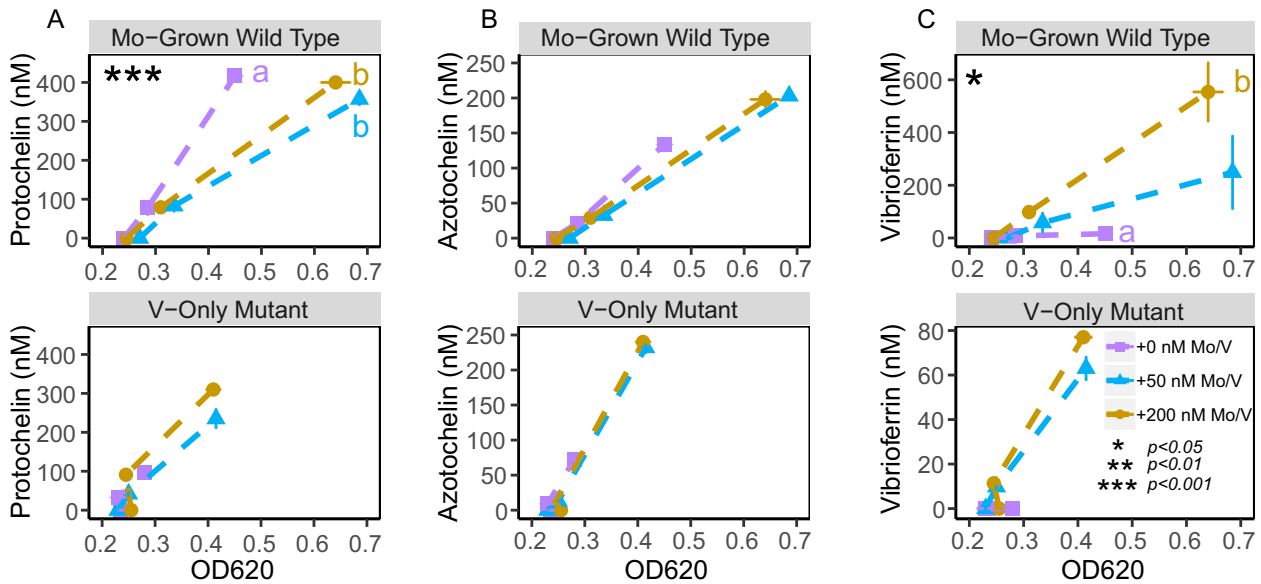 A
Mo−Grown Wild Type
***
a
b
b
Protochelin (nM)
400
300
200
100
0
0.2 0.3 0.4 0.5 0.6 0.7
V−Only Mutant
Protochelin (nM)
400
300
200
100
0
0.2 0.3 0.4 0.5 0.6 0.7
OD620
B
Mo−Grown Wild Type
Azotochelin (nM)
250
200
150
100
50
0
0.2 0.3 0.4 0.5 0.6 0.7
V−Only Mutant
Azotochelin (nM)
250
200
150
100
50
0
0.2 0.3 0.4 0.5 0.6 0.7
OD620
C
Mo−Grown Wild Type
*
b
a
Vibrioferrin (nM)
600
400
200
0
0.2 0.3 0.4 0.5 0.6 0.7
V−Only Mutant
Vibrioferrin (nM)
80
60
40
20
0
+0 nM Mo/V
+50 nM Mo/V
+200 nM Mo/V
* p<0.05
** p<0.01
*** p<0.001
0.2 0.3 0.4 0.5 0.6 0.7
OD620